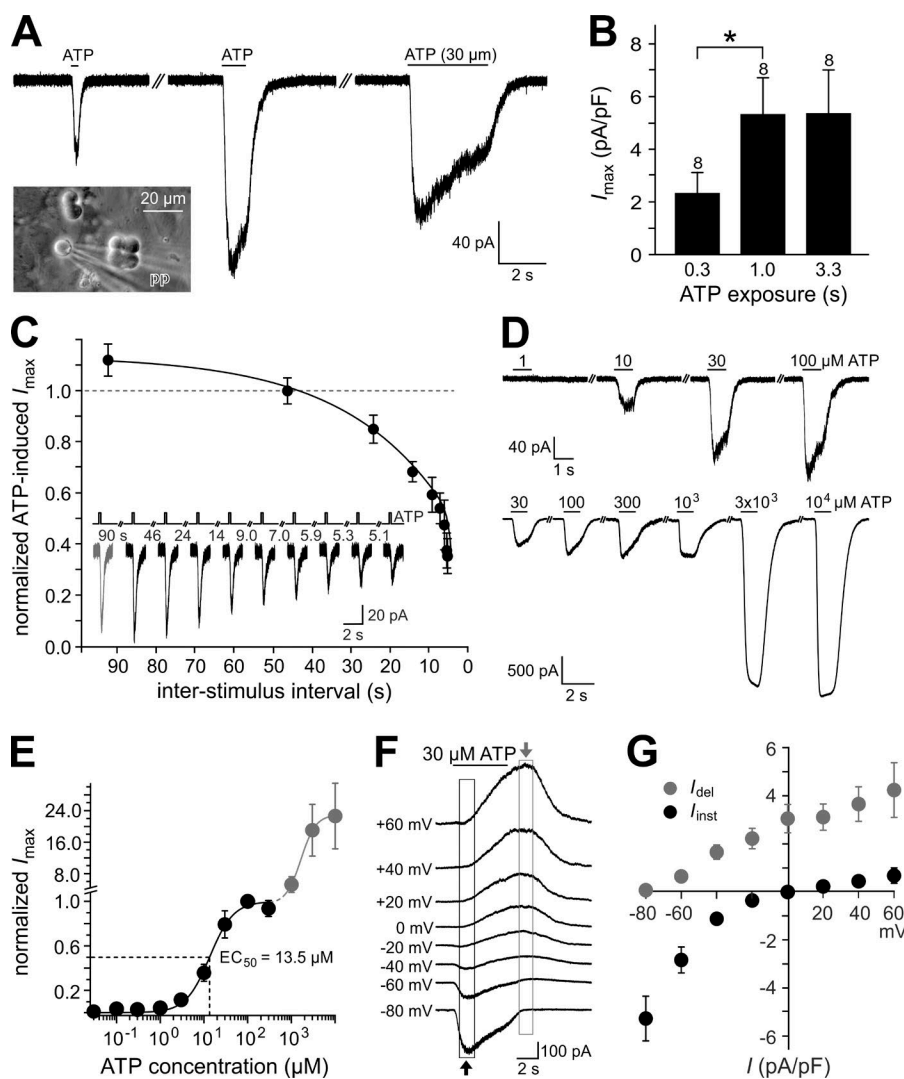 A
ATP
ATP
ATP (30 µm)
20 µm
pp
40 pA
2 s
B
*
8
8
8
8
6
4
2
0
Imax (pA/pF)
0.3
1.0
3.3
ATP exposure (s)
C
1.0
0.8
0.6
0.4
0.2
0.0
normalized ATP-induced Imax
ATP
90 s
46
24
14
9.0
7.0
5.9
5.3
5.1
20 pA
2 s
90
80
70
60
50
40
30
20
10
0
inter-stimulus interval (s)
D
1
10
30
100 µM ATP
40 pA
1 s
30
100
300
10³
3x10³
10⁴ µM ATP
500 pA
2 s
E
24.0
16.0
8.0
1.0
0.6
0.2
normalized Imax
EC50 = 13.5 µM
10⁻¹
10⁰
10¹
10²
10³
ATP concentration (µM)
F
30 µM ATP
+60 mV
+40 mV
+20 mV
0 mV
-20 mV
-40 mV
-60 mV
-80 mV
100 pA
2 s
G
6
4
Idel
Iinst
-80
-40
20
40
60
mV
-2
-4
-6
I (pA/pF)